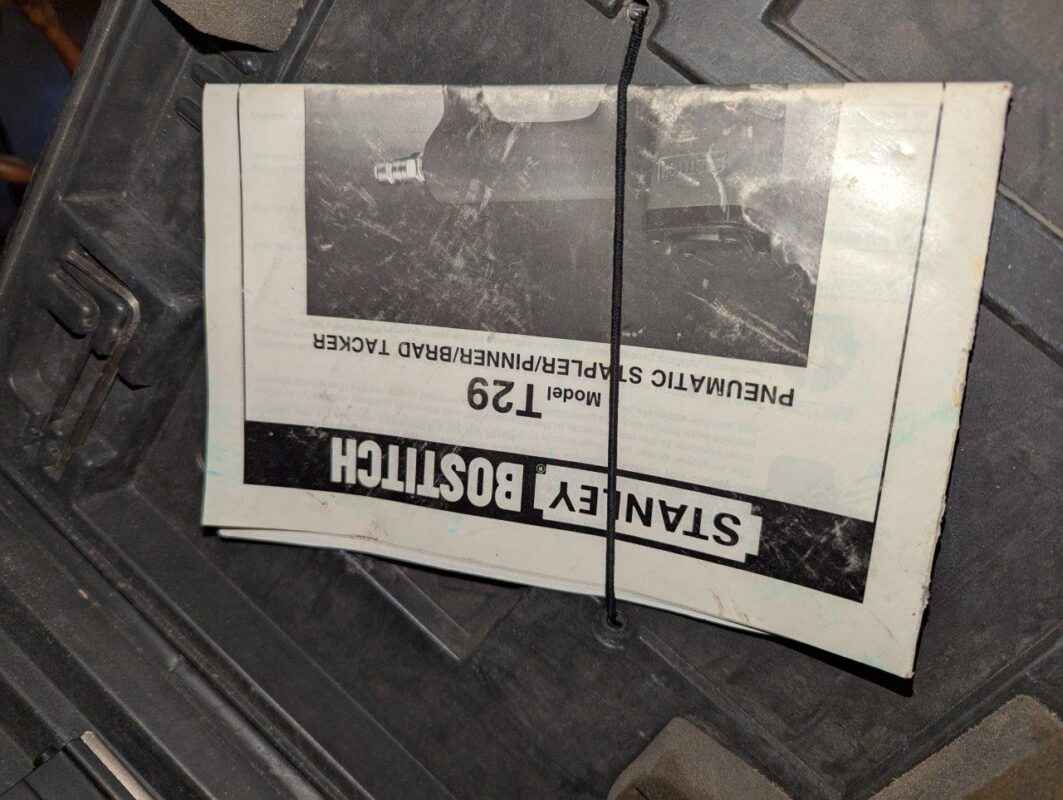 STANLEY BOSTITCH®
Model T29
PNEUMATIC STAPLER/PINNER/BRAD TACKER